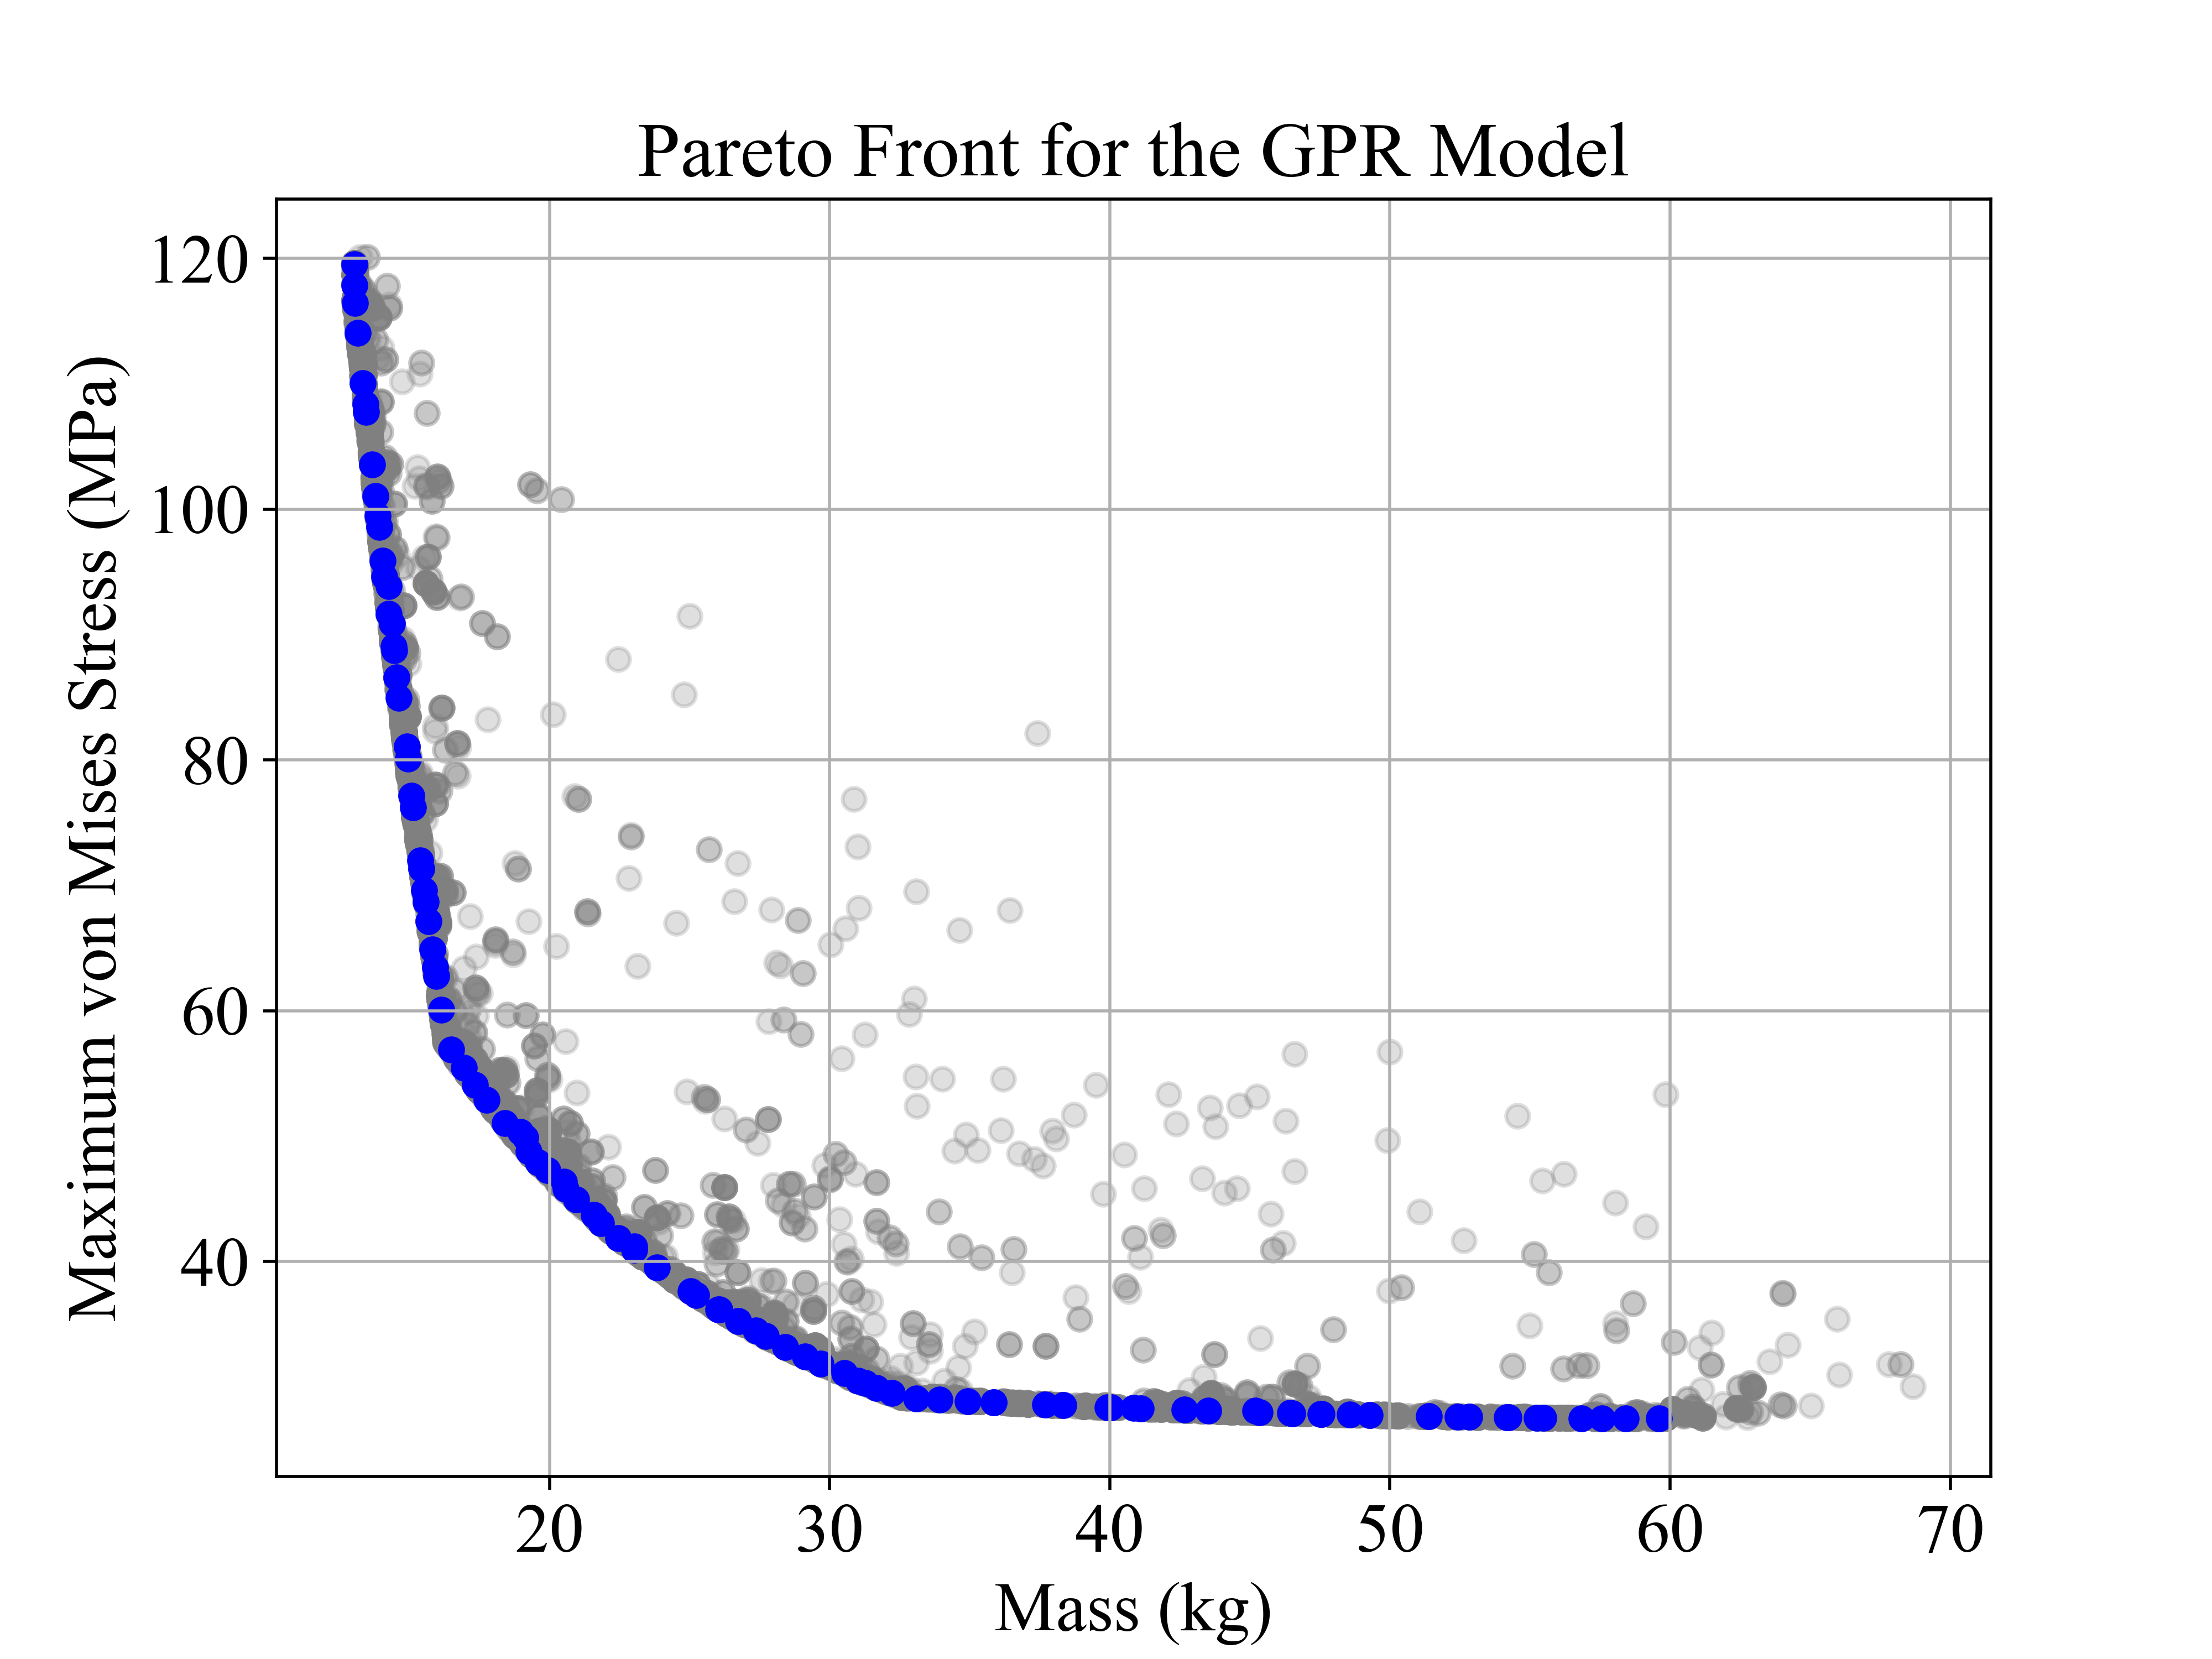 Pareto Front for the GPR Model
Maximum von Mises Stress (MPa)
120
100
80
60
40
20 30 40 50 60 70
Mass (kg)